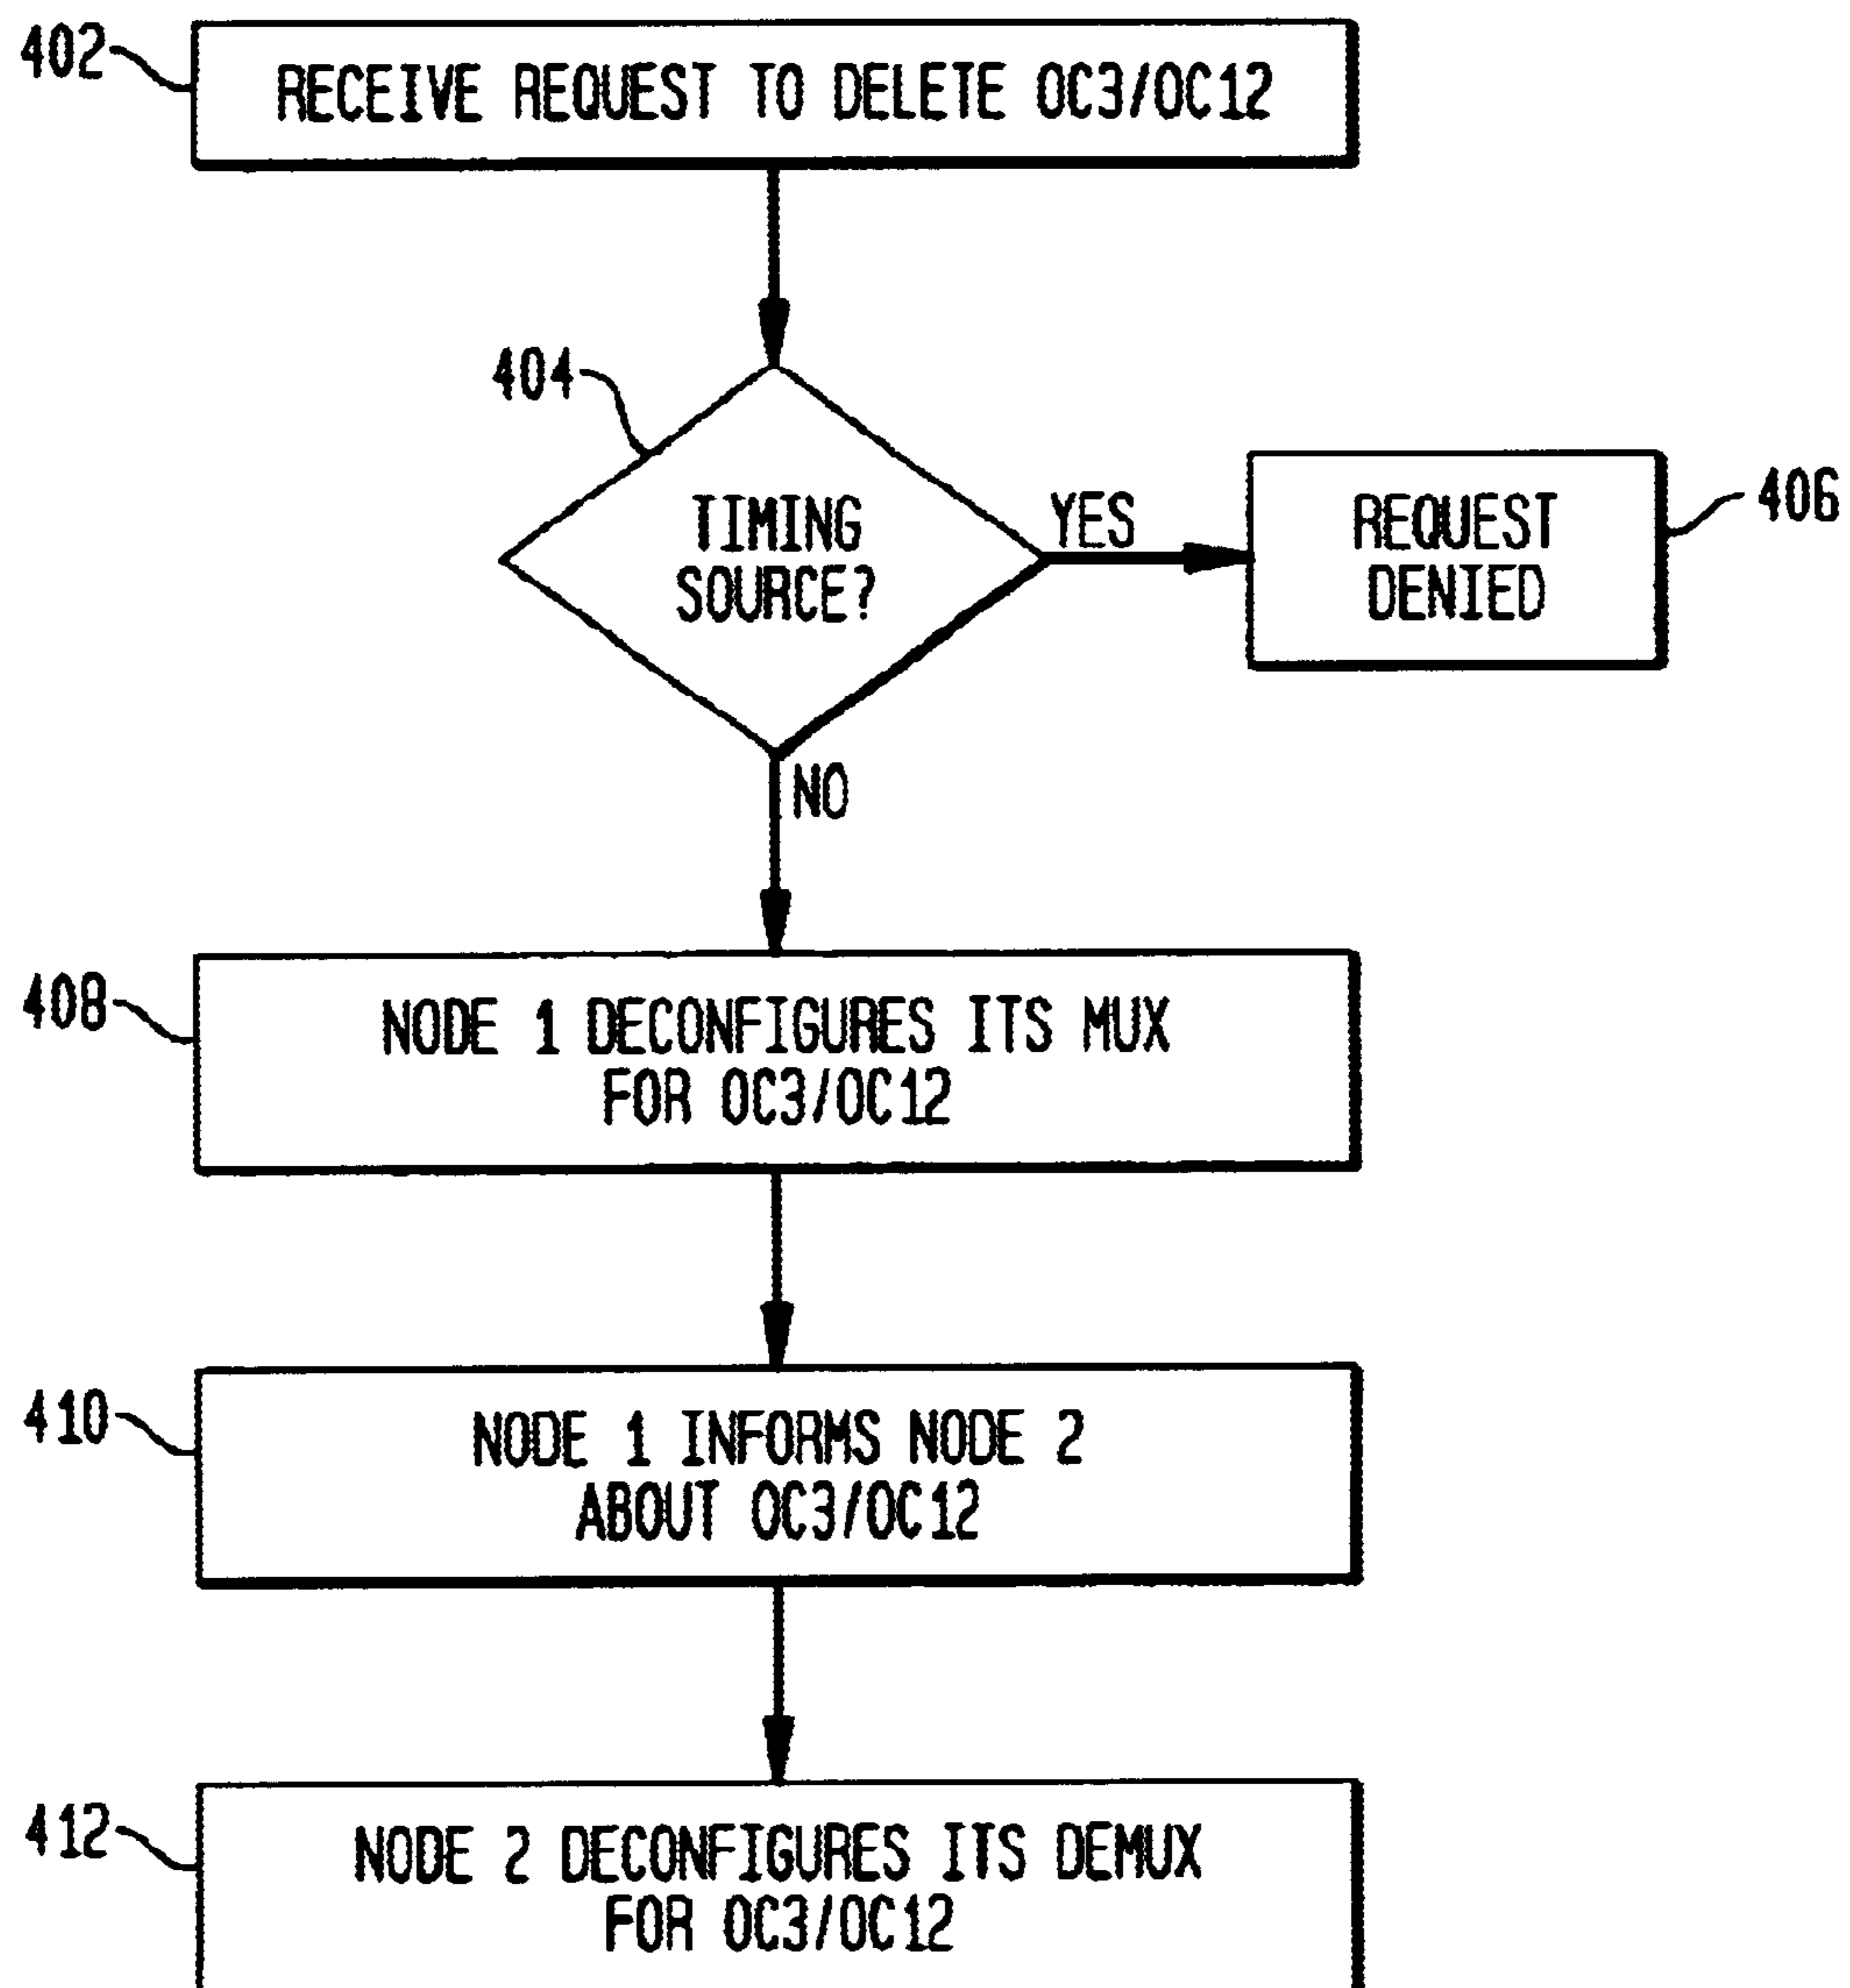 402
RECEIVE REQUEST TO DELETE OC3/OC12
404
TIMING
SOURCE?
YES
REQUEST
DENIED
406
NO
408
NODE 1 DECONFIGURES ITS MUX
FOR OC3/OC12
410
NODE 1 INFORMS NODE 2
ABOUT OC3/OC12
412
NODE 2 DECONFIGURES ITS DEMUX
FOR OC3/OC12